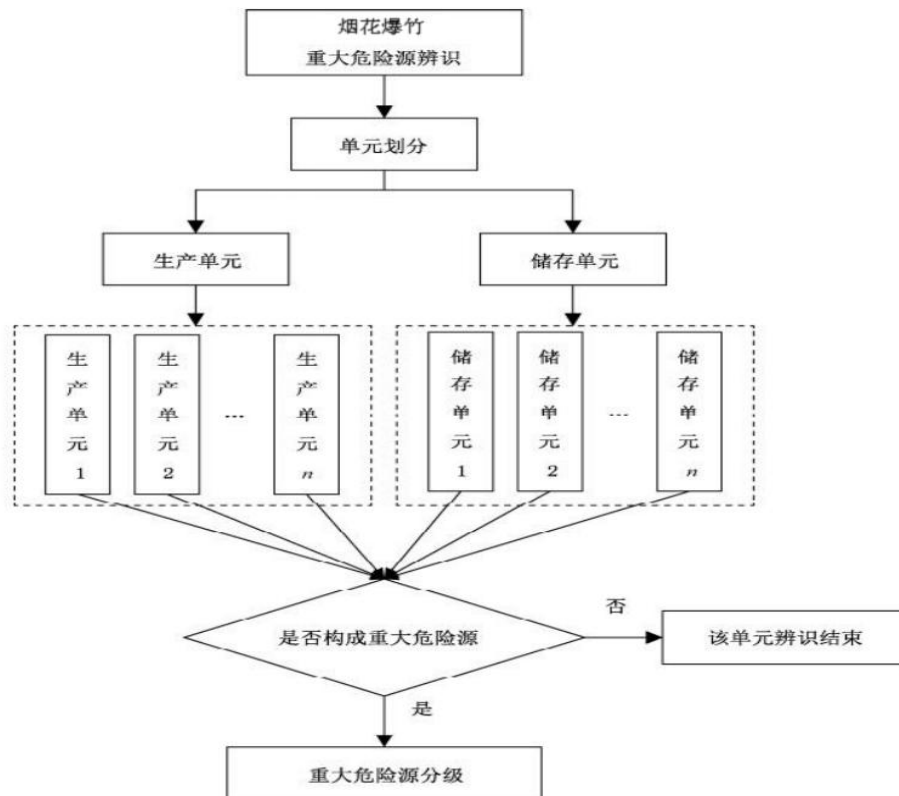 烟花爆竹
重大危险源辨识
单元划分
生产单元
储存单元
生产单元1
生产单元2
...
生产单元n
储存单元1
储存单元2
...
储存单元n
是否构成重大危险源
否
该单元辨识结束
是
重大危险源分级